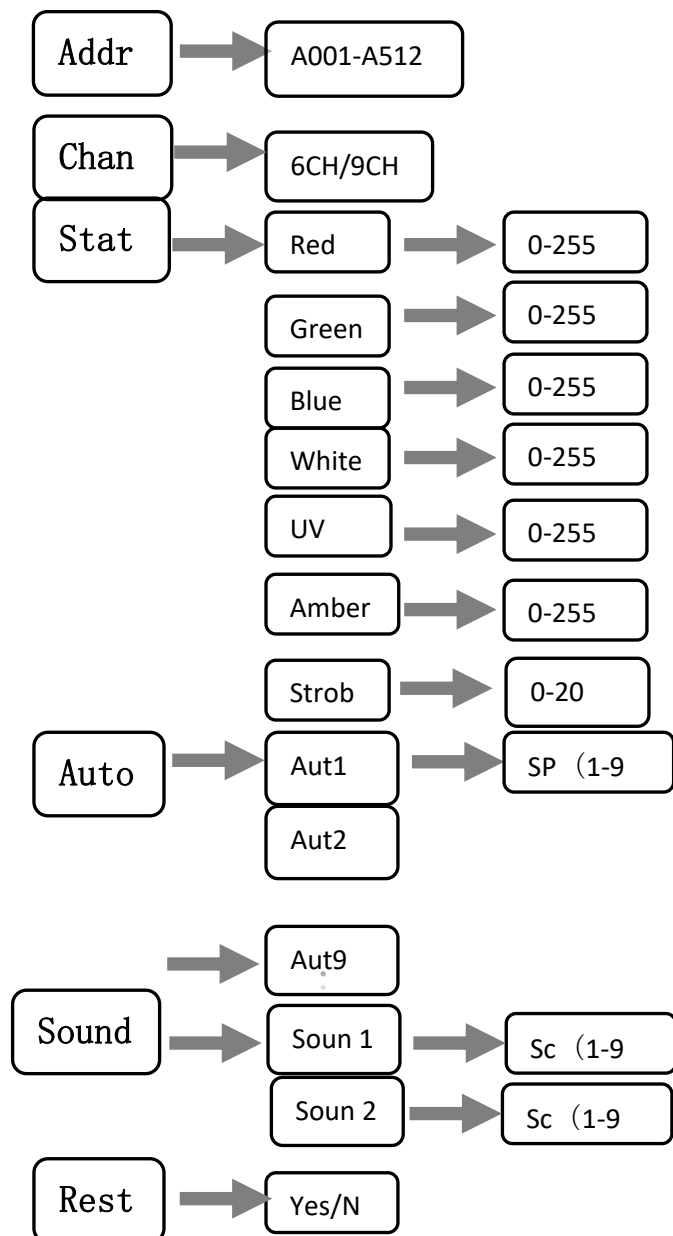 Addr A001-A512
Chan 6CH/9CH
Stat Red 0-255
Green 0-255
Blue 0-255
White 0-255
UV 0-255
Amber 0-255
Strob 0-20
Auto Aut1 SP（1-9
Aut2
Aut9
Sound Soun 1 Sc（1-9
Soun 2 Sc（1-9
Rest Yes/N